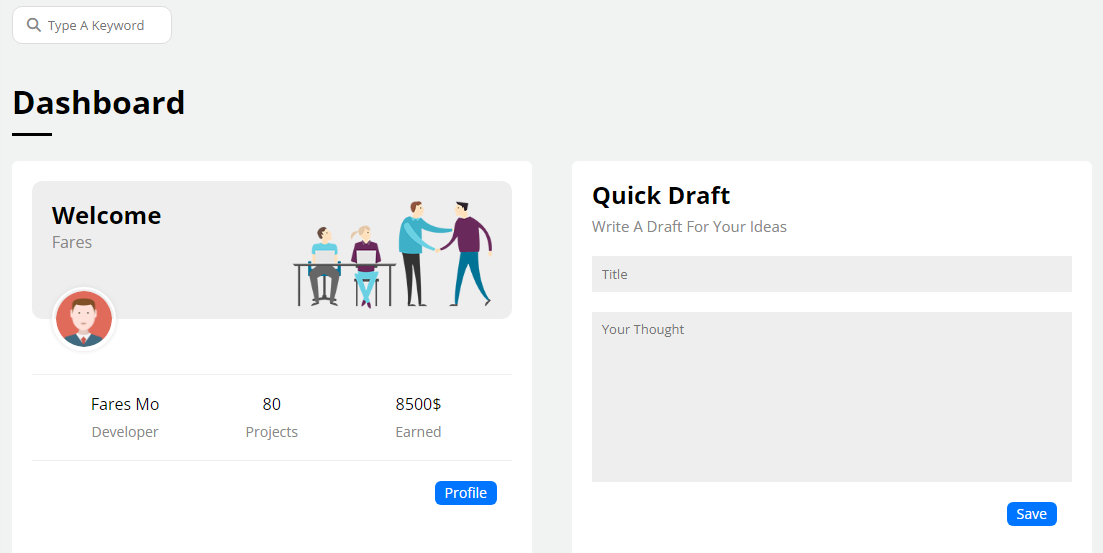 Type A Keyword
Dashboard
Welcome
Fares
Fares Mo
Developer
80
Projects
8500$
Earned
Profile
Quick Draft
Write A Draft For Your Ideas
Title
Your Thought
Save